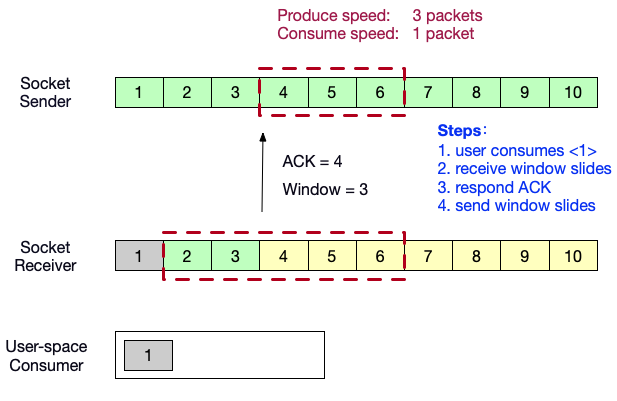 Produce speed: 3 packets
Consume speed: 1 packet
Socket
Sender
1 2 3 4 5 6 7 8 9 10
Steps:
1. user consumes <1>
2. receive window slides
3. respond ACK
4. send window slides
ACK = 4
Window = 3
Socket
Receiver
1 2 3 4 5 6 7 8 9 10
User-space
Consumer
1